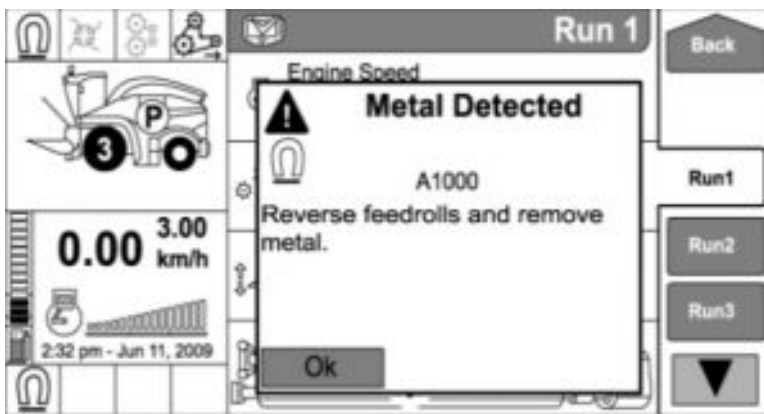 Run 1
Back
Engine Speed
Metal Detected
A1000
Reverse feedrolls and remove
metal.
Ok
P
3
0.00
3.00
km/h
2:32 pm - Jun 11, 2009
Run1
Run2
Run3